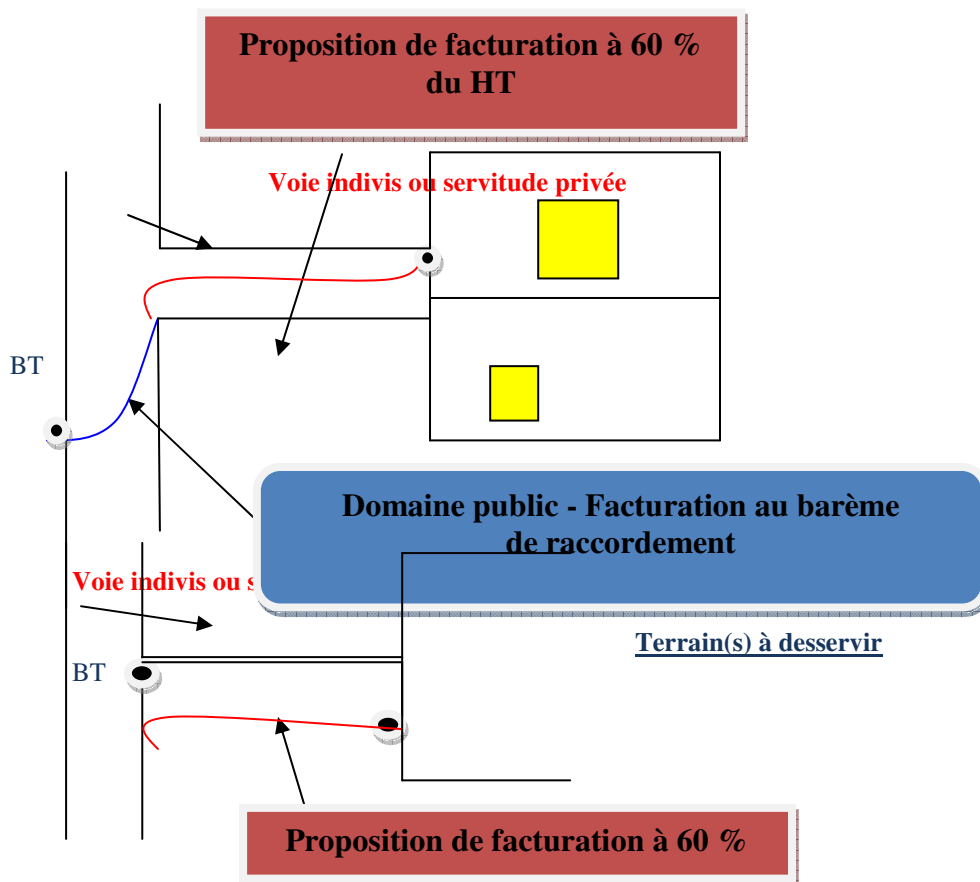 Proposition de facturation à 60 %
du HT
Voie indivis ou servitude privée
BT
Domaine public - Facturation au barème
de raccordement
Voie indivis ou s
Terrain(s) à desservir
BT
Proposition de facturation à 60 %